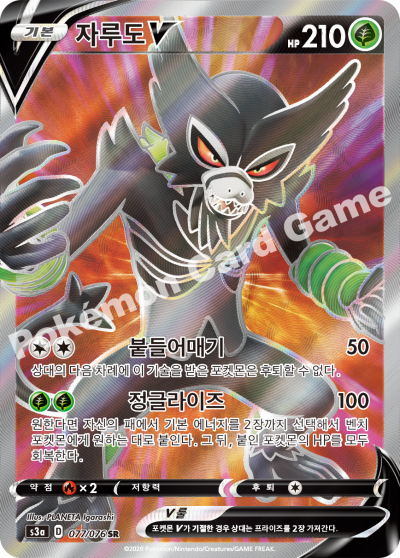 기본 자루도 V HP 210
Pokémon Card Game
붙들어매기 50
상대의 다음 차례에 이 기술을 받은 포켓몬은 후퇴할 수 없다.
정글라이즈 100
원한다면 자신의 패에서 기본 에너지를 2장까지 선택해서 벤치
포켓몬에게 원하는 대로 붙인다. 그 뒤, 붙인 포켓몬의 HP를 모두
회복한다.
약점 ×2 저항력 후퇴
Illus. PLANETA Igarashi
s3a D 077/076 SR
V룰
포켓몬 V가 기절한 경우 상대는 프라이즈를 2장 가져간다.
©2020 Pokémon/Nintendo/Creatures/GAME FREAK.